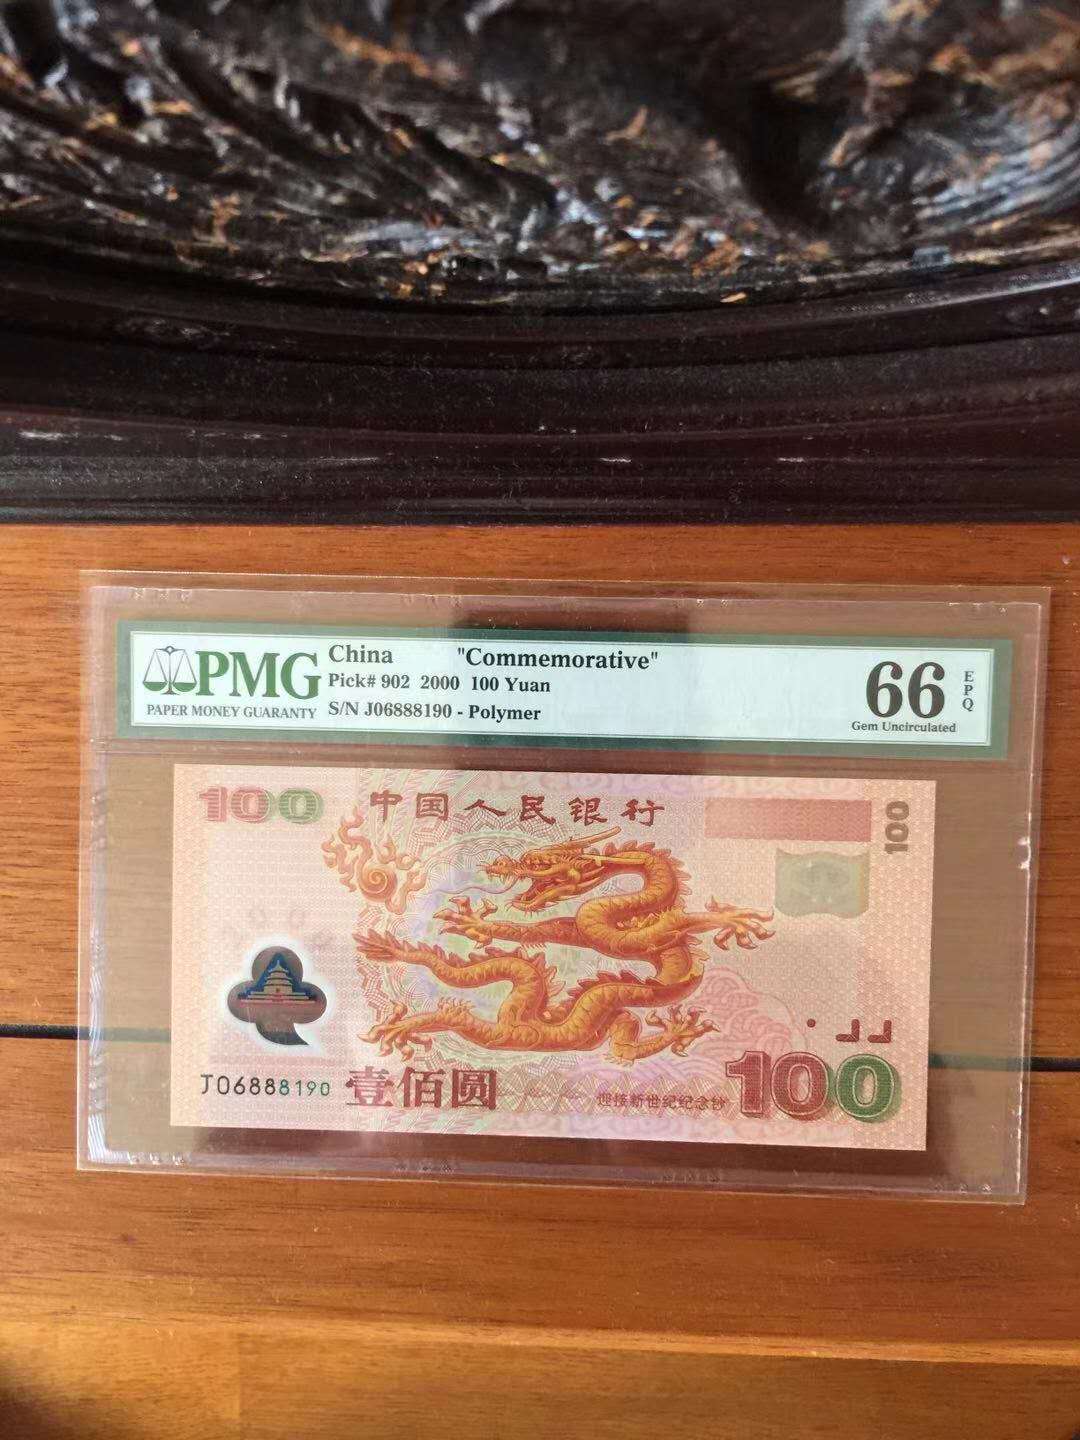 PMG
PAPER MONEY GUARANTY
China "Commemorative"
Pick# 902 2000 100 Yuan
S/N J06888190 - Polymer
66
EPQ
Gem Uncirculated
100
中国人民银行
100
J06888190
壹佰圆
迎接新世纪纪念钞
100